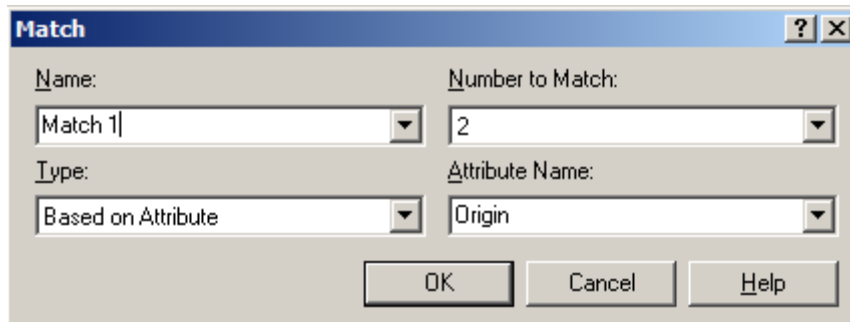 Match
Name:
Number to Match:
Match 1
2
Type:
Attribute Name:
Based on Attribute
Origin
OK
Cancel
Help